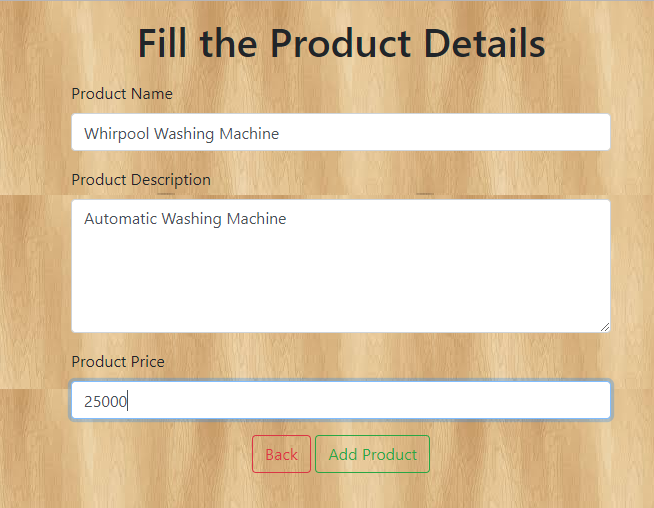 Fill the Product Details
Product Name
Whirpool Washing Machine
Product Description
Automatic Washing Machine
Product Price
25000
Back Add Product